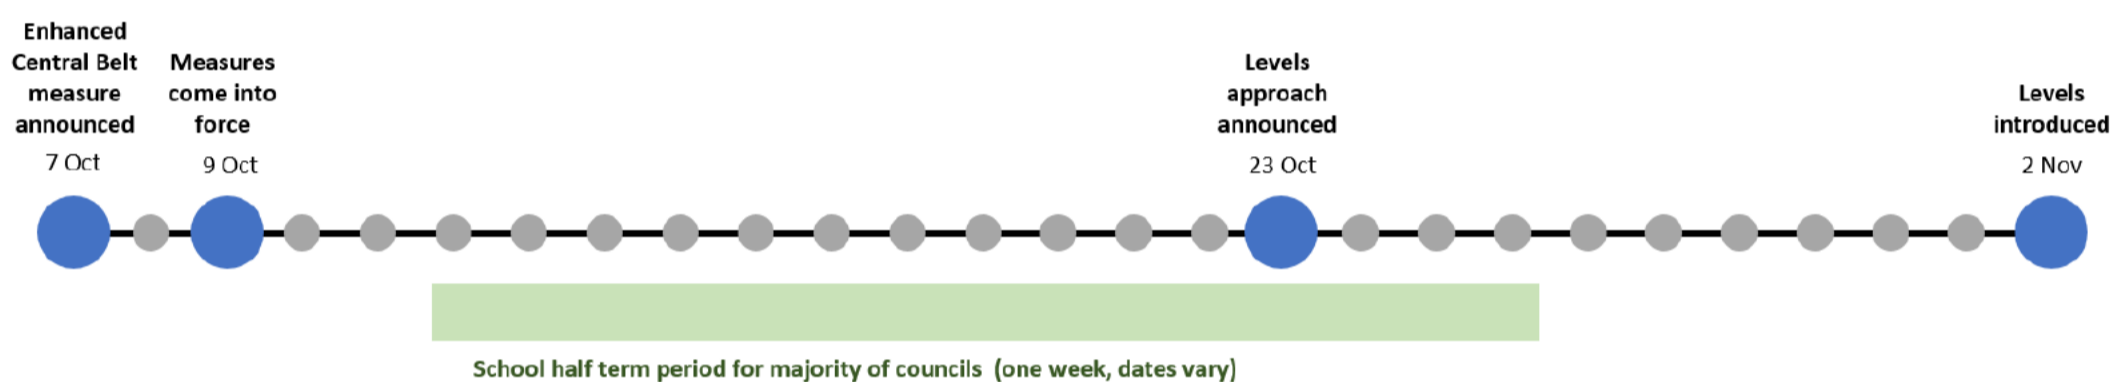 Enhanced
Central Belt
measure
announced
7 Oct
Measures
come into
force
9 Oct
Levels
approach
announced
23 Oct
Levels
introduced
2 Nov
School half term period for majority of councils (one week, dates vary)